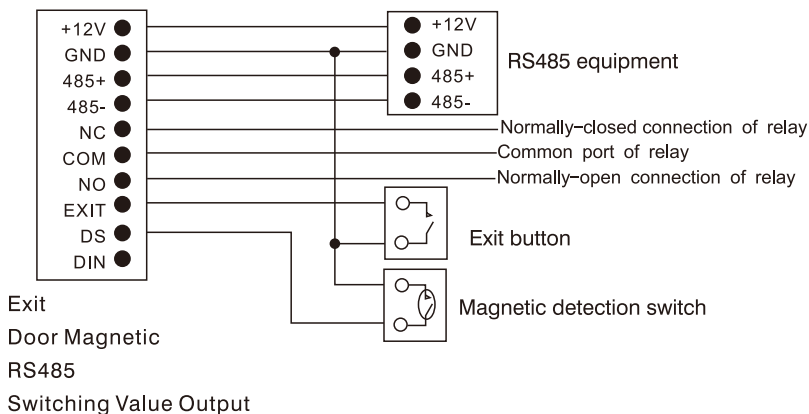 +12V
GND
485+
485-
NC
COM
NO
EXIT
DS
DIN
+12V
GND
485+
485-
RS485 equipment
Normally-closed connection of relay
Common port of relay
Normally-open connection of relay
Exit button
Magnetic detection switch
Exit
Door Magnetic
RS485
Switching Value Output